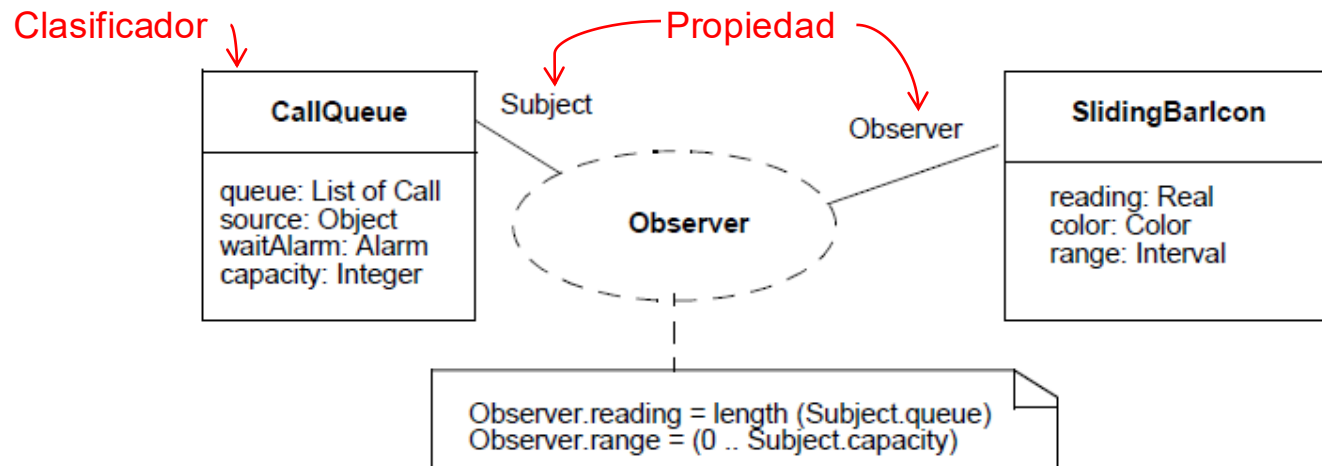 Clasificador
Propiedad
CallQueue
Subject
Observer
SlidingBarIcon
queue: List of Call
source: Object
waitAlarm: Alarm
capacity: Integer
Observer
reading: Real
color: Color
range: Interval
Observer.reading = length (Subject.queue)
Observer.range = (0 .. Subject.capacity)